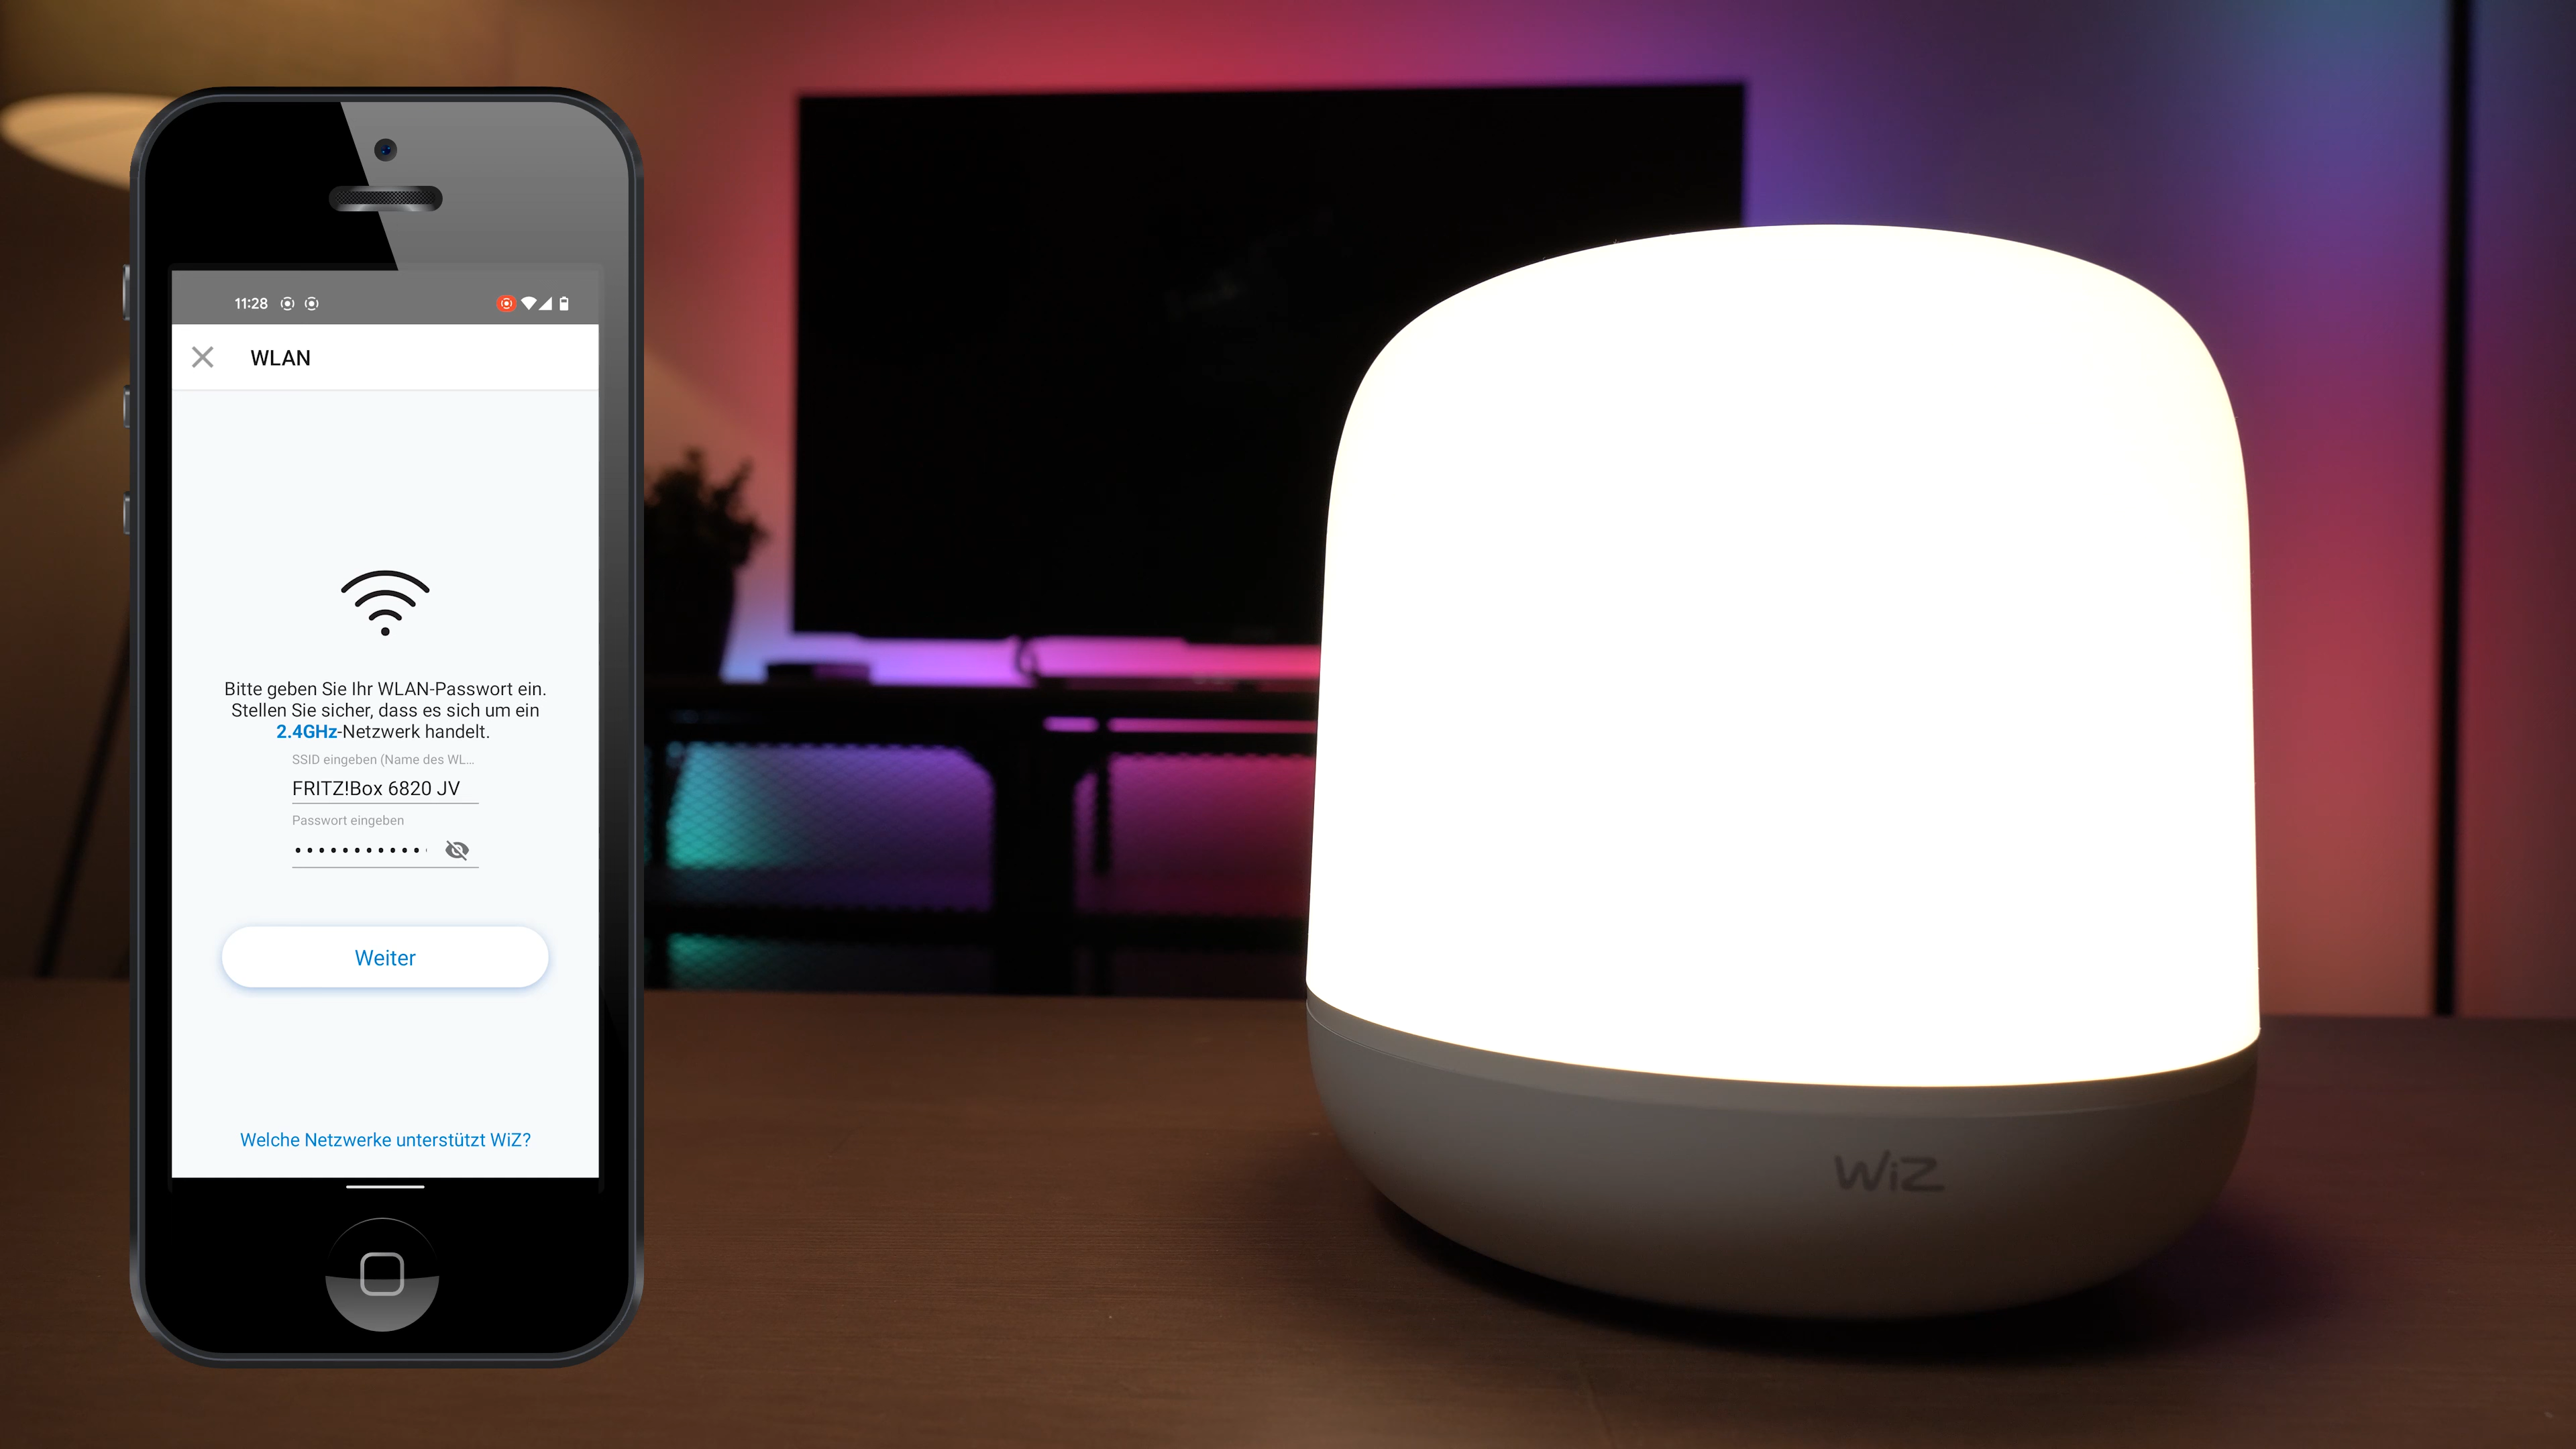 11:28
WLAN
Bitte geben Sie Ihr WLAN-Passwort ein.
Stellen Sie sicher, dass es sich um ein
2.4GHz-Netzwerk handelt.
SSID eingeben (Name des WL...
FRITZ!Box 6820 JV
Passwort eingeben
Weiter
Welche Netzwerke unterstützt WiZ?
WiZ